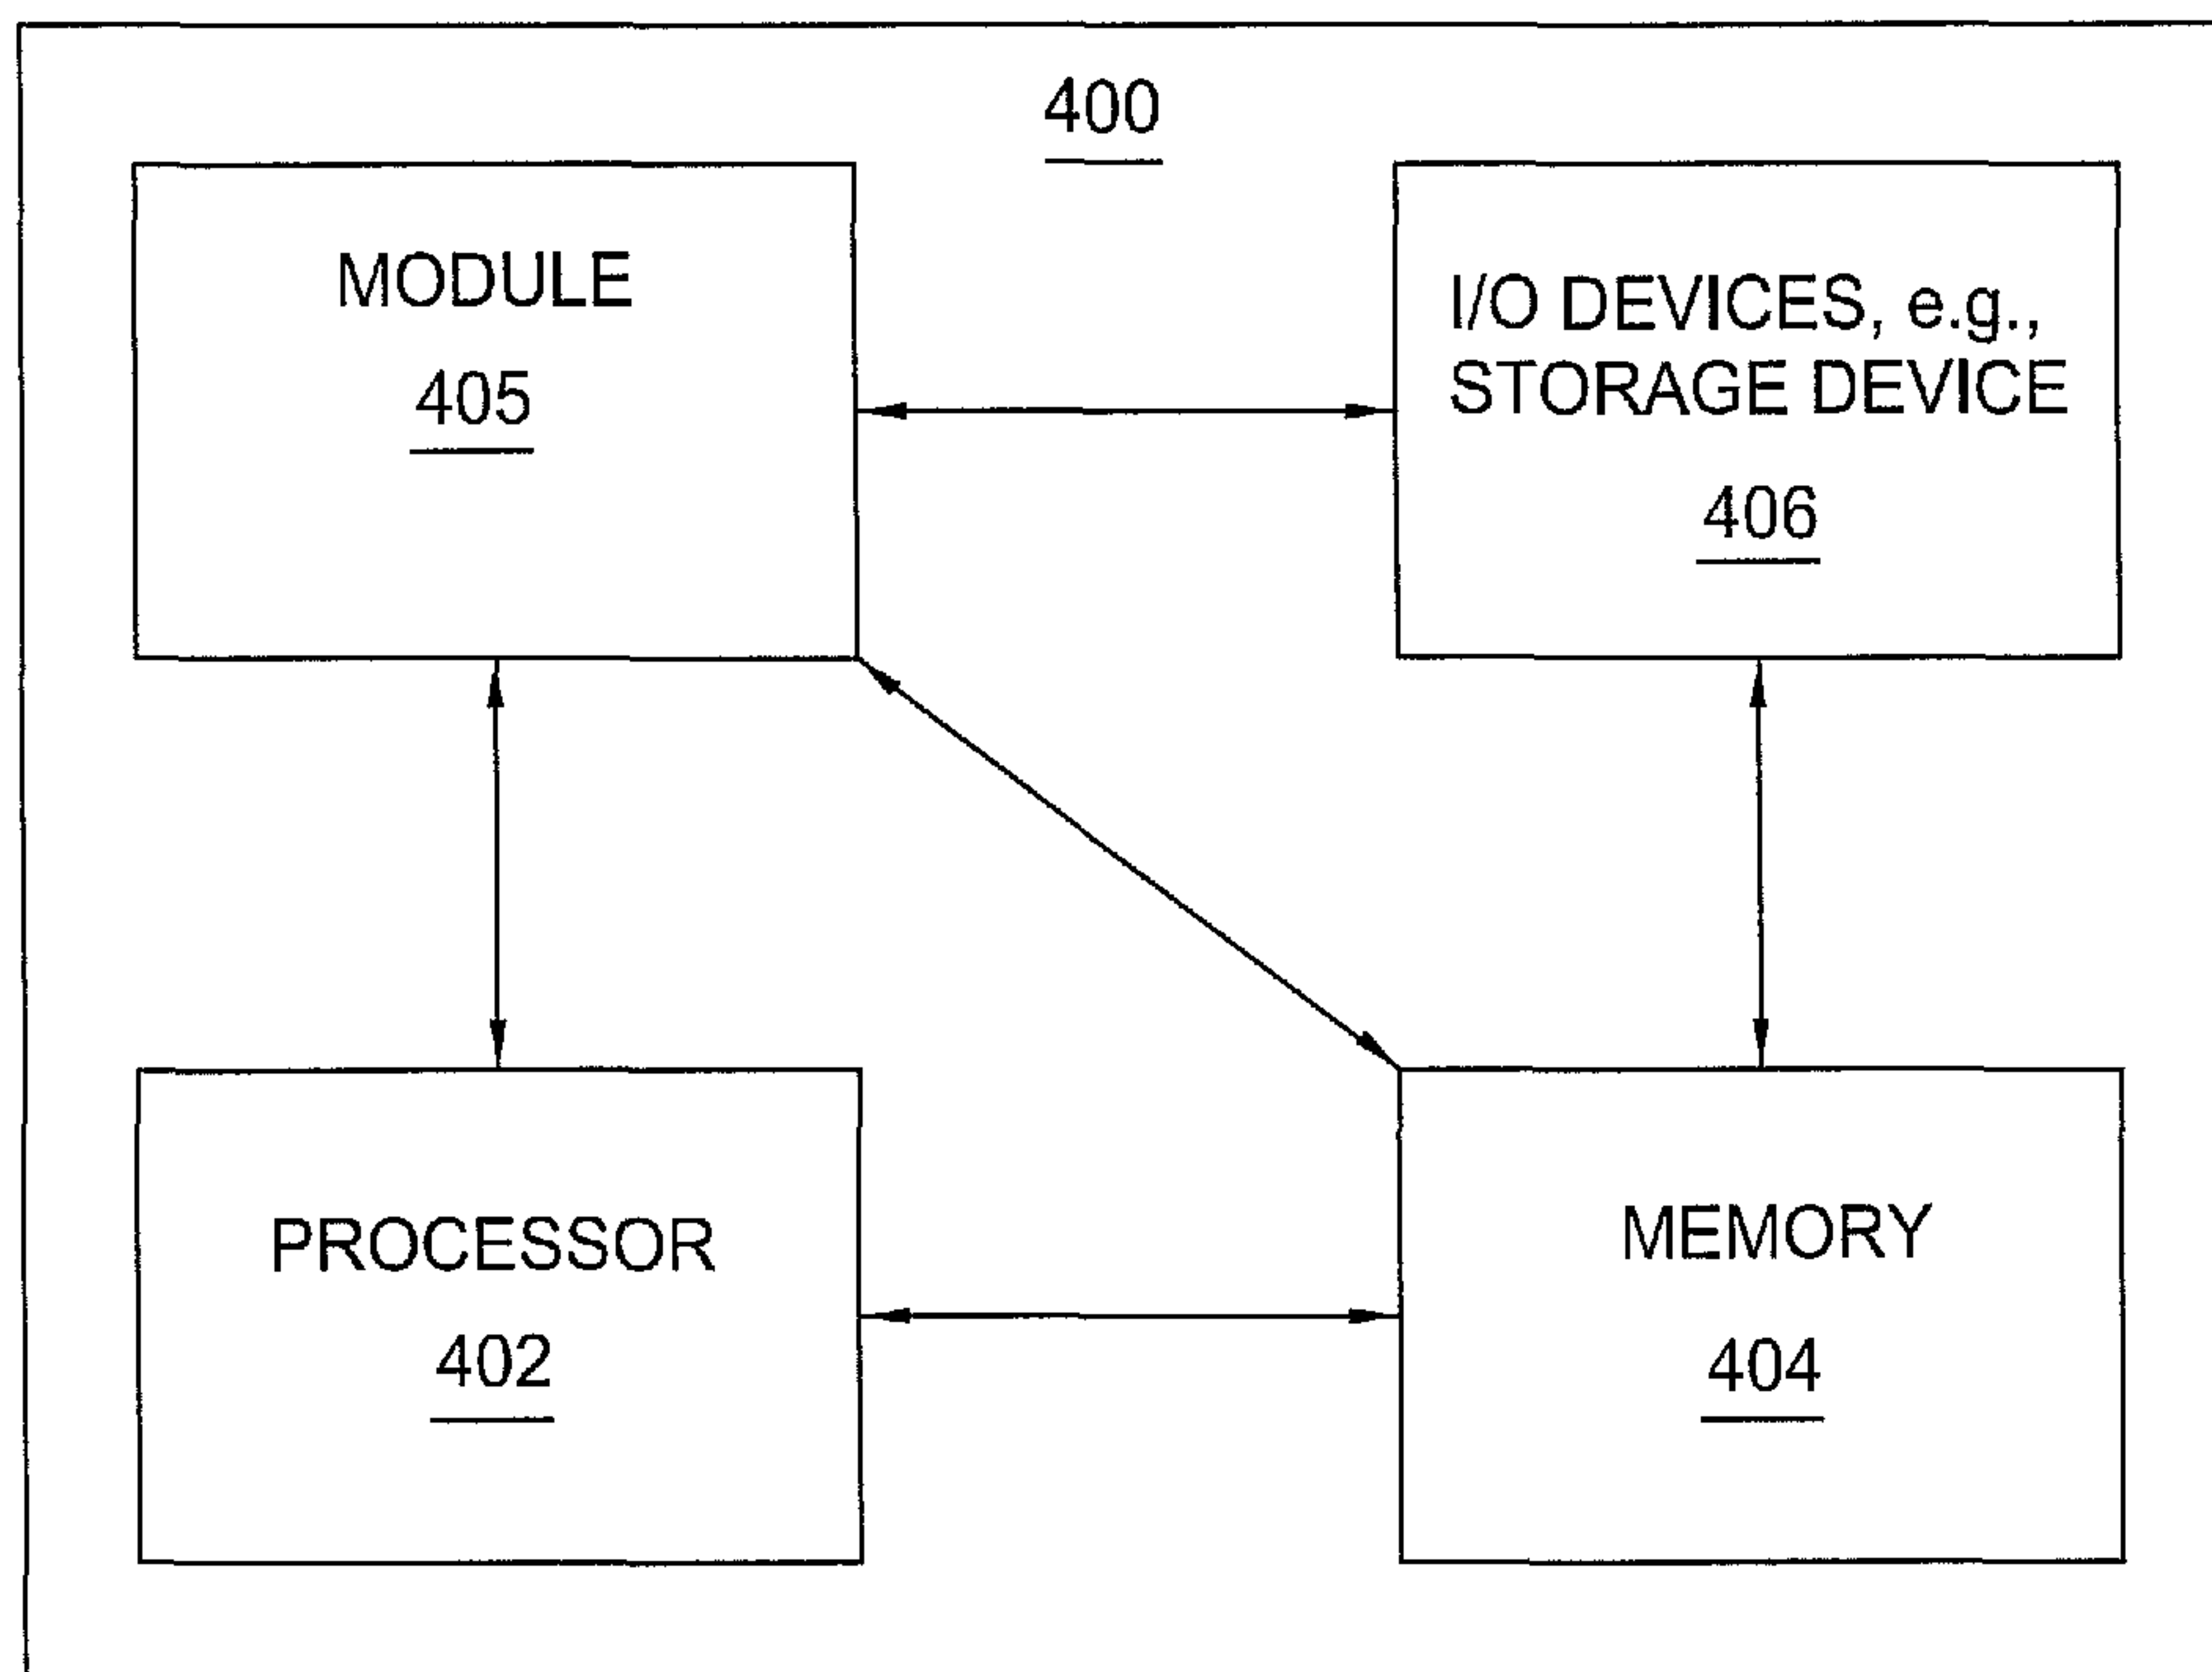 400
MODULE
405
I/O DEVICES, e.g.,
STORAGE DEVICE
406
PROCESSOR
402
MEMORY
404